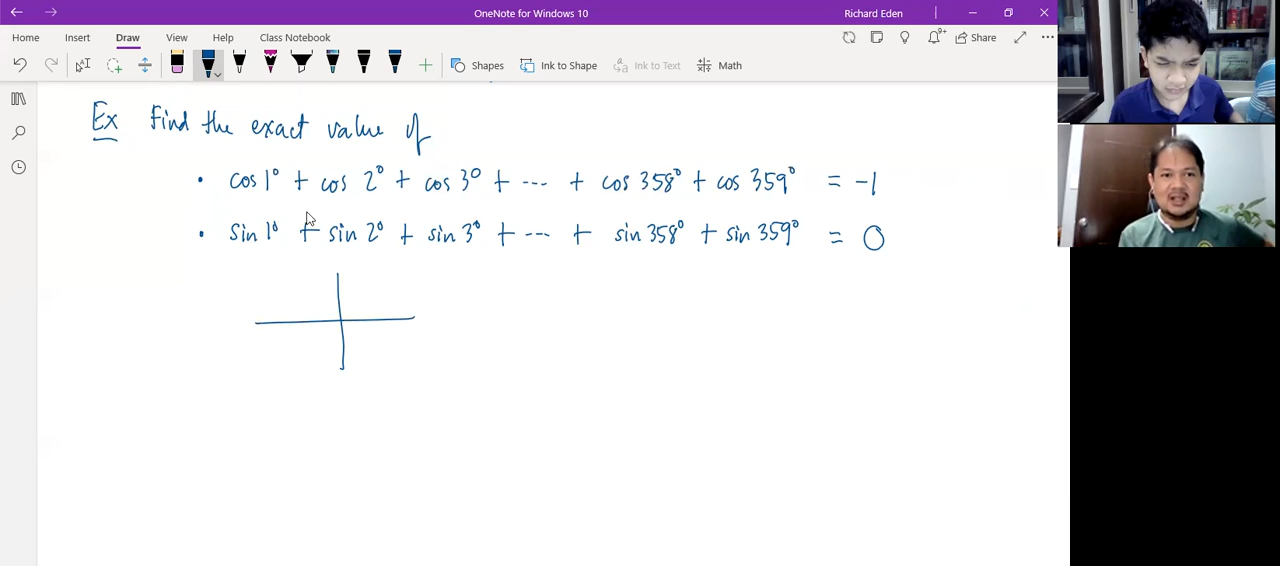 OneNote for Windows 10
Richard Eden
Home Insert Draw View Help Class Notebook
Share
Shapes Ink to Shape Ink to Text Math
Ex Find the exact value of
• cos 1° + cos 2° + cos 3° + --- + cos 358° + cos 359° = -1
• sin 1° + sin 2° + sin 3° + --- + sin 358° + sin 359° = 0